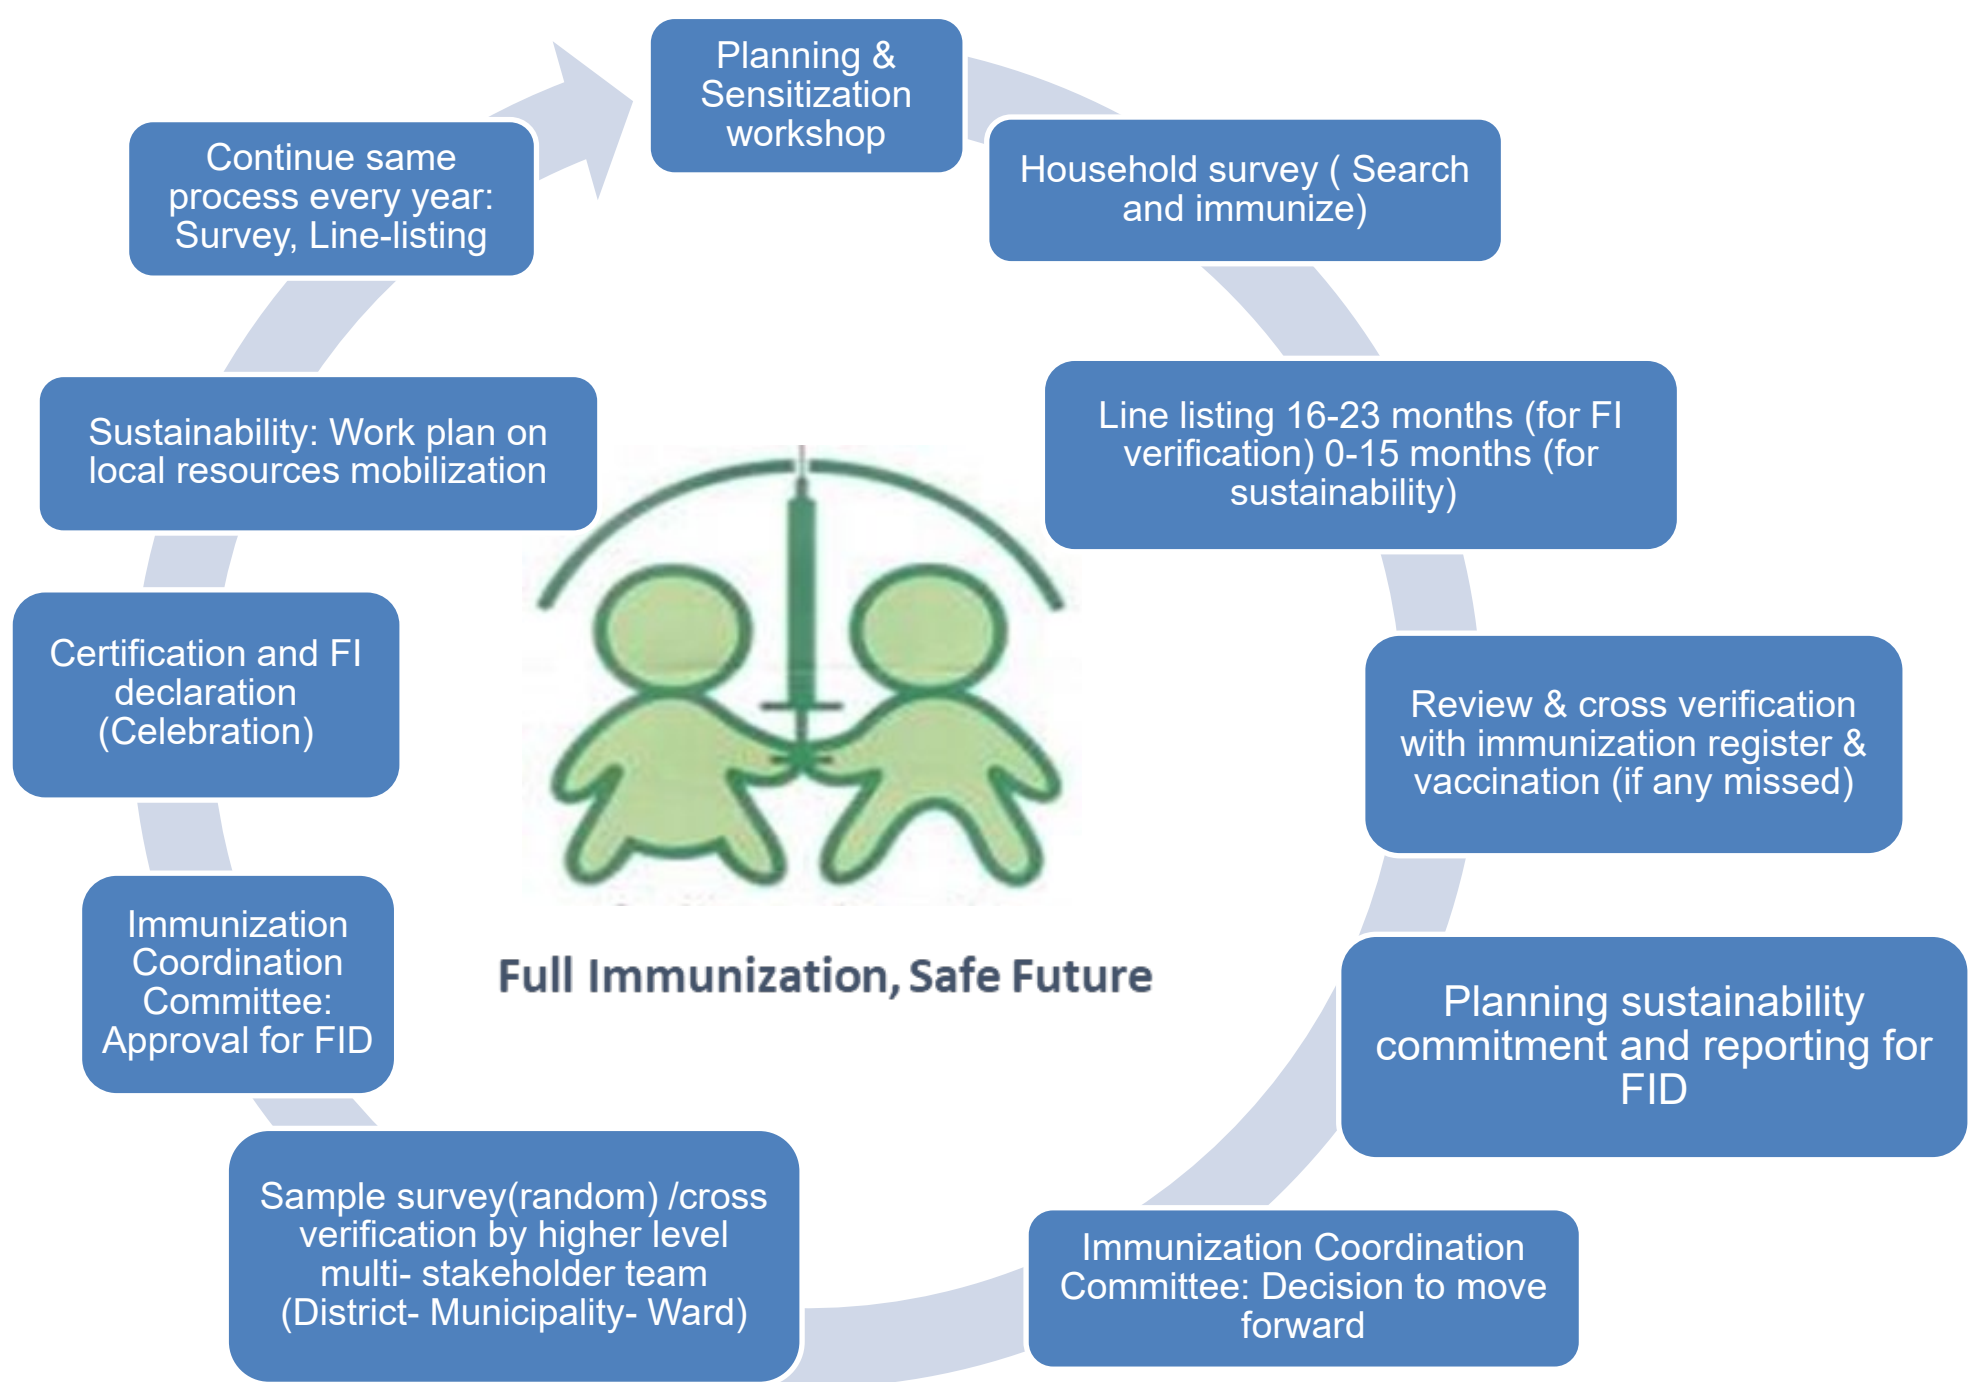 Planning &
Sensitization
workshop
Household survey ( Search
and immunize)
Line listing 16-23 months (for FI
verification) 0-15 months (for
sustainability)
Review & cross verification
with immunization register &
vaccination (if any missed)
Planning sustainability
commitment and reporting for
FID
Immunization Coordination
Committee: Decision to move
forward
Sample survey(random) /cross
verification by higher level
multi- stakeholder team
(District- Municipality- Ward)
Immunization
Coordination
Committee:
Approval for FID
Certification and FI
declaration
(Celebration)
Sustainability: Work plan on
local resources mobilization
Continue same
process every year:
Survey, Line-listing
Full Immunization, Safe Future